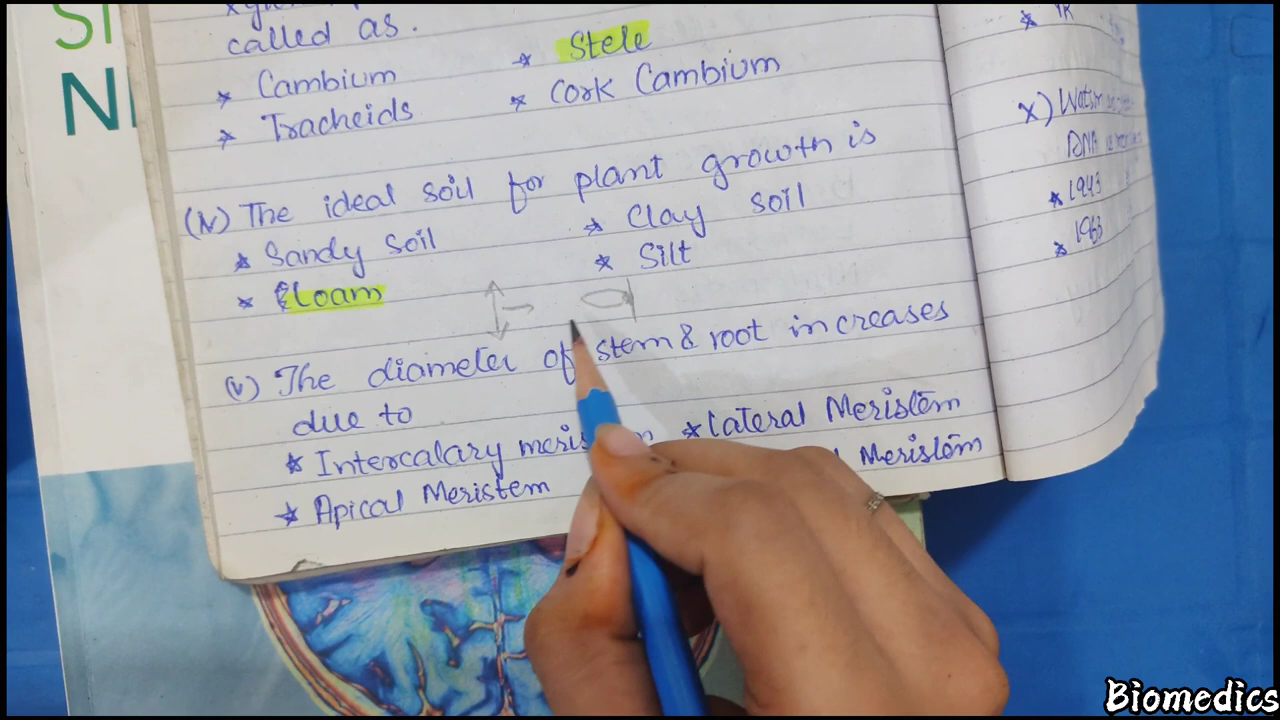 called as.
* Cambium * Stele
* Tracheids * Cork Cambium
(IV) The ideal soil for plant growth is
* Sandy soil * Clay soil
* Loam * Silt
(V) The diameter of stem & root increases
due to
* Intercalary * Lateral Meristem
* Apical Meristem Meristem
X)
DNA
* 1943
* 1963
Biomedics